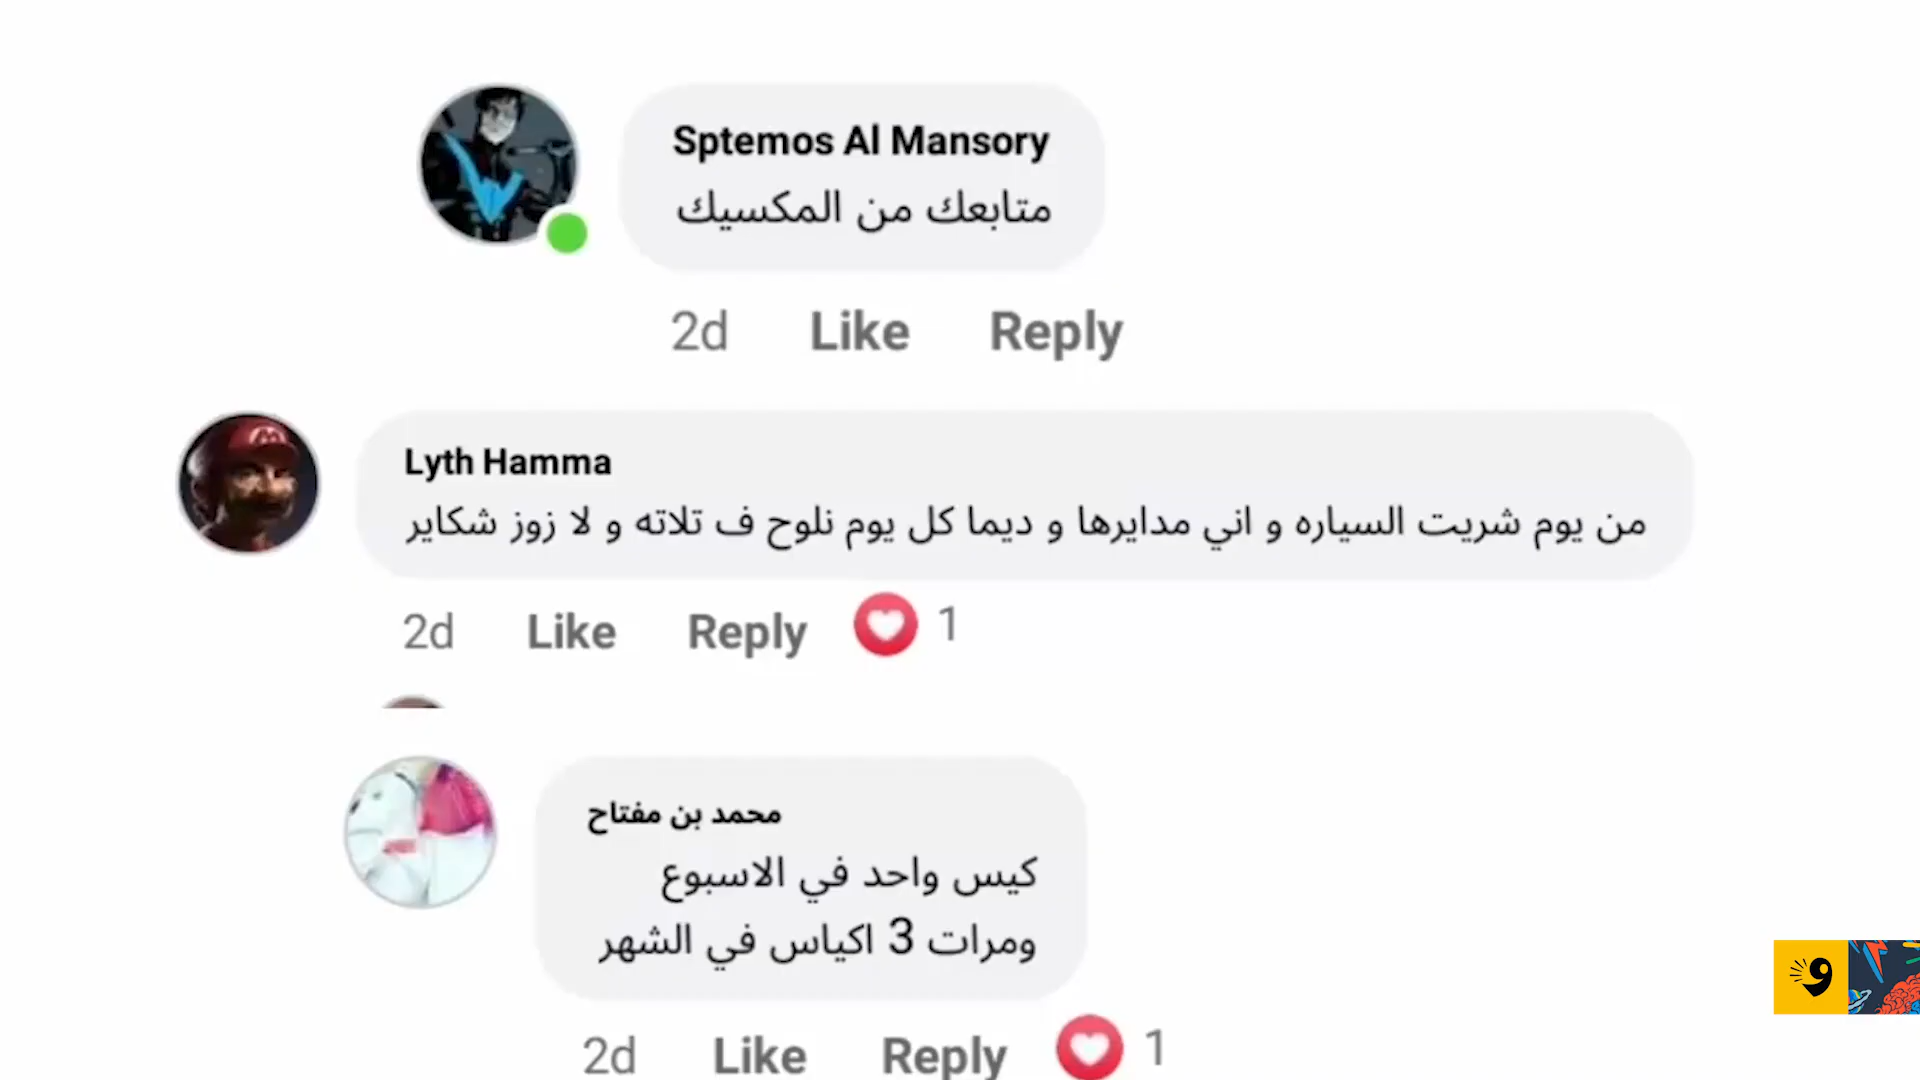 Sptemos Al Mansory
متابعك من المكسيك
2d Like Reply
Lyth Hamma
من يوم شريت السياره و اني مدايرها و ديما كل يوم نلوح ف تلاته و لا زوز شكاير
2d Like Reply 1
محمد بن مفتاح
كيس واحد في الاسبوع
ومرات 3 اكياس في الشهر
2d Like Reply 1